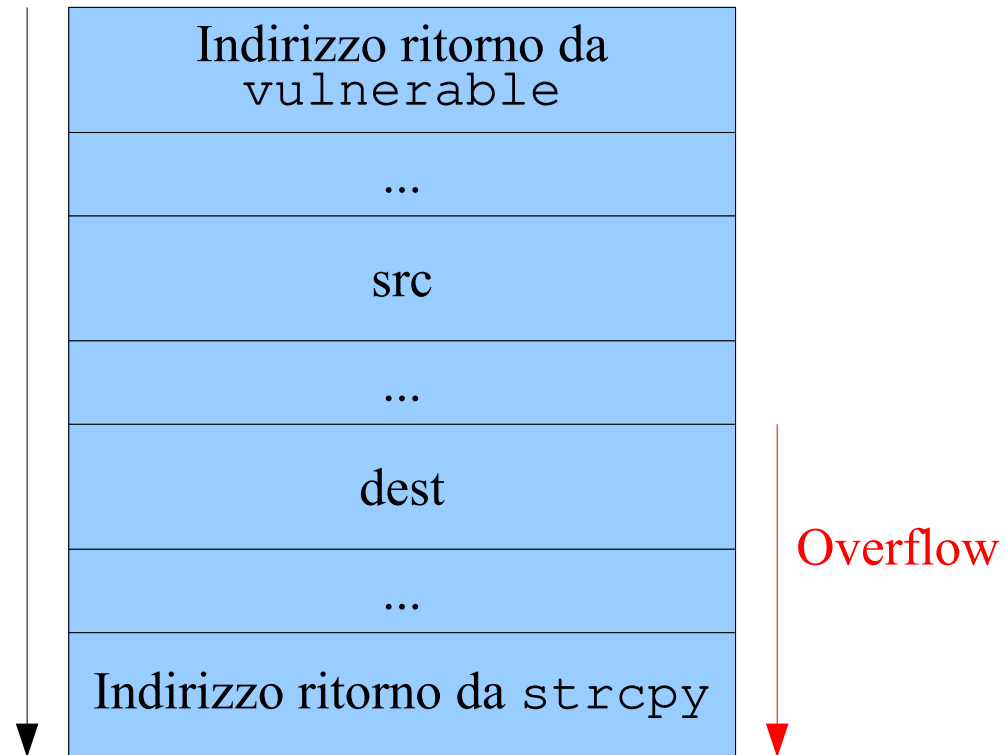 Indirizzo ritorno da
vulnerable
...
src
...
dest
Overflow
...
Indirizzo ritorno da strcpy